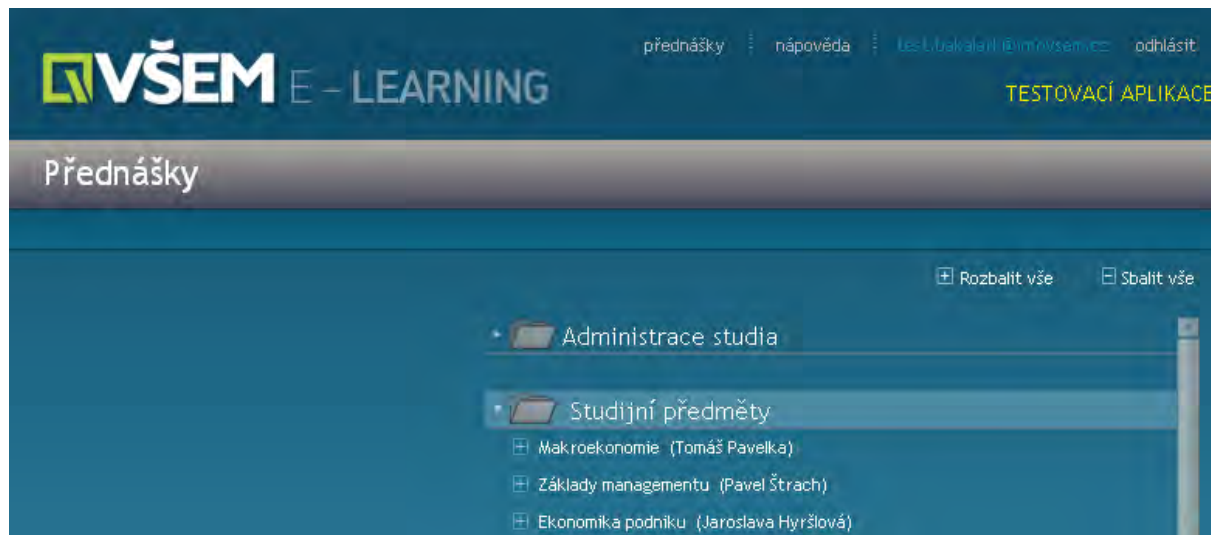 přednášky nápověda odhlásit
VŠEM E - LEARNING
TESTOVACÍ APLIKACE
Přednášky
Rozbalit vše Sbalit vše
Administrace studia
Studijní předměty
Makroekonomie (Tomáš Pavelka)
Základy managementu (Pavel Štrach)
Ekonomika podniku (Jaroslava Hyršlová)